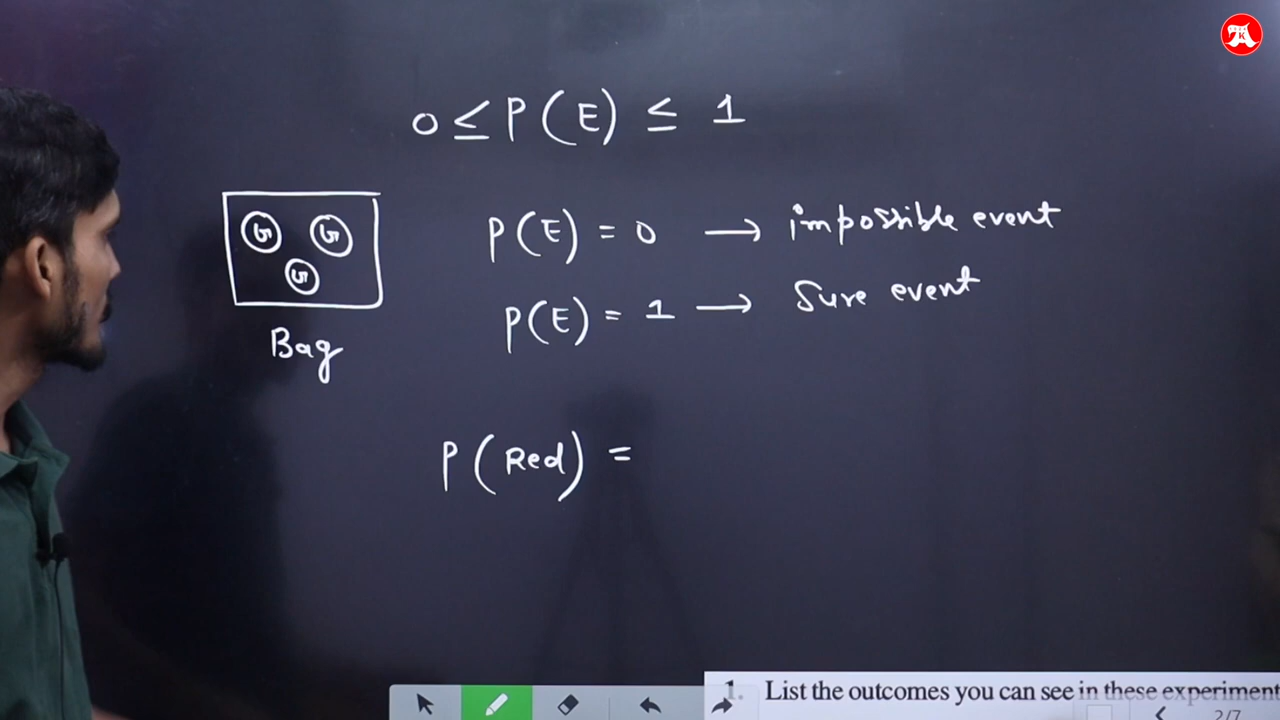 0 ≤ P(E) ≤ 1
G G
G
Bag
P(E) = 0 → impossible event
P(E) = 1 → Sure event
P(Red) =
1. List the outcomes you can see in these experiment
2/7
K